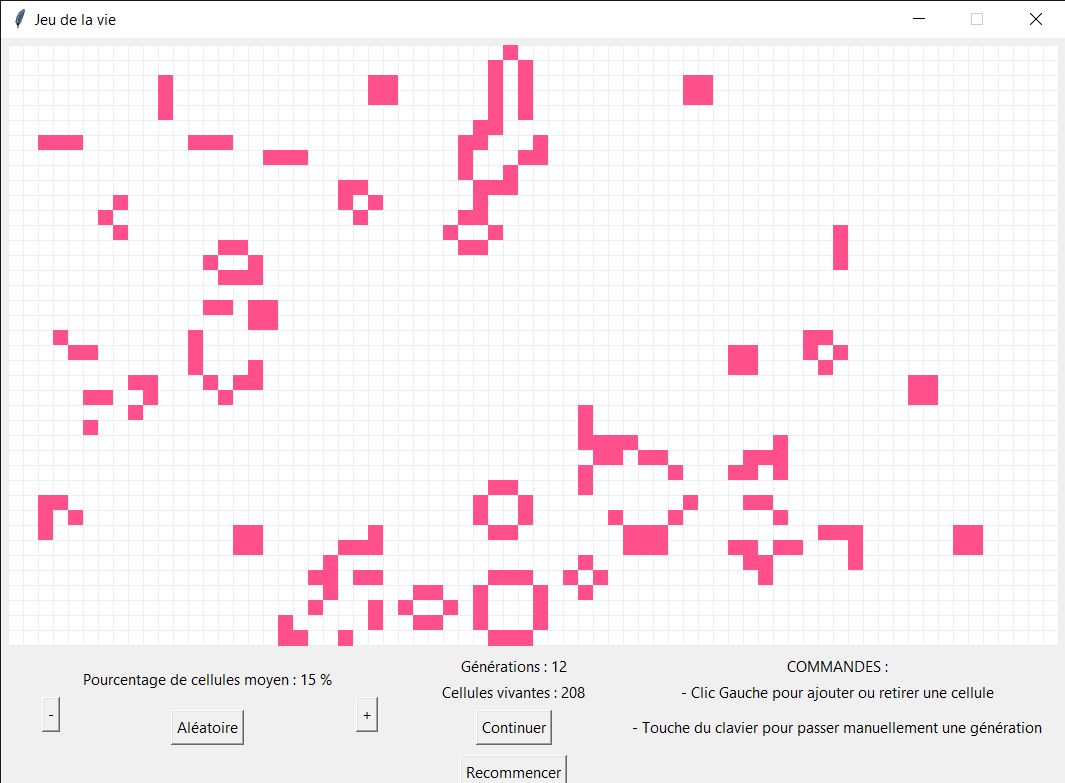 Jeu de la vie
Pourcentage de cellules moyen : 15 %
-
Aléatoire
+
Générations : 12
Cellules vivantes : 208
Continuer
Recommencer
COMMANDES :
- Clic Gauche pour ajouter ou retirer une cellule
- Touche du clavier pour passer manuellement une génération